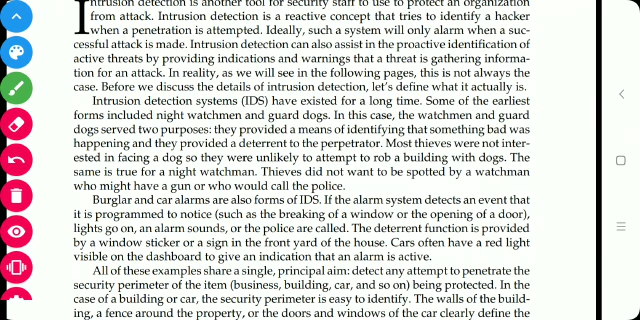 Intrusion detection is another tool for security staff to use to protect an organization
from attack. Intrusion detection is a reactive concept that tries to identify a hacker
when a penetration is attempted. Ideally, such a system will only alarm when a suc-
cessful attack is made. Intrusion detection can also assist in the proactive identification of
active threats by providing indications and warnings that a threat is gathering informa-
tion for an attack. In reality, as we will see in the following pages, this is not always the
case. Before we discuss the details of intrusion detection, let's define what it actually is.
Intrusion detection systems (IDS) have existed for a long time. Some of the earliest
forms included night watchmen and guard dogs. In this case, the watchmen and guard
dogs served two purposes: they provided a means of identifying that something bad was
happening and they provided a deterrent to the perpetrator. Most thieves were not inter-
ested in facing a dog so they were unlikely to attempt to rob a building with dogs. The
same is true for a night watchman. Thieves did not want to be spotted by a watchman
who might have a gun or who would call the police.
Burglar and car alarms are also forms of IDS. If the alarm system detects an event that
it is programmed to notice (such as the breaking of a window or the opening of a door),
lights go on, an alarm sounds, or the police are called. The deterrent function is provided
by a window sticker or a sign in the front yard of the house. Cars often have a red light
visible on the dashboard to give an indication that an alarm is active.
All of these examples share a single, principal aim: detect any attempt to penetrate the
security perimeter of the item (business, building, car, and so on) being protected. In the
case of a building or car, the security perimeter is easy to identify. The walls of the build-
ing, a fence around the property, or the doors and windows of the car clearly define the